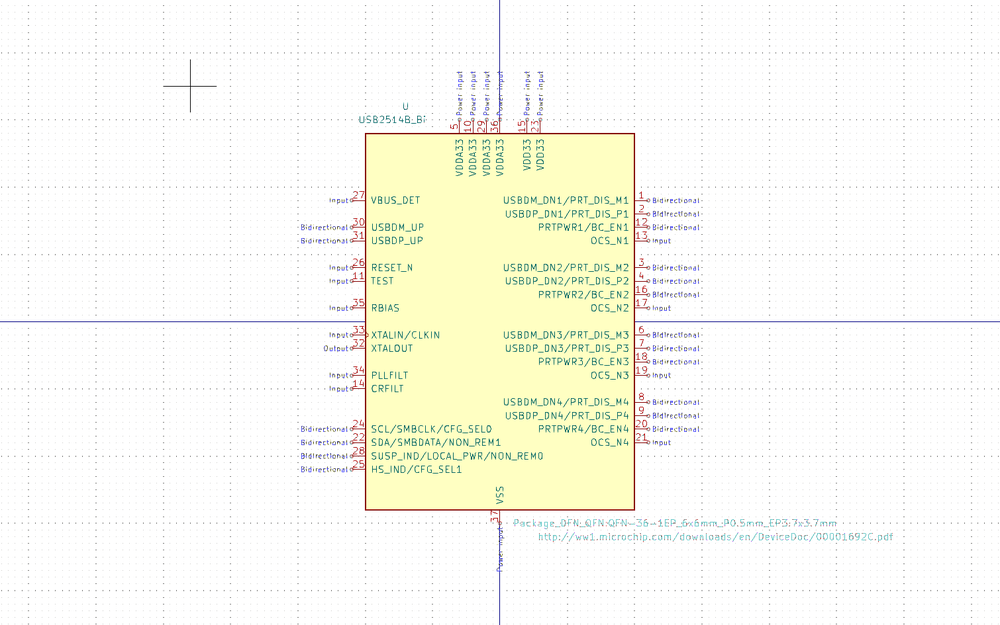 Power input Power input Power input Power input Power input Power input
U
USB2514B_Bi
5 10 29 36 15 23
VDDA33 VDDA33 VDDA33 VDDA33 VDD33 VDD33
Input 27 VBUS_DET USBDM_DN1/PRT_DIS_M1 1 Bidirectional
USBDP_DN1/PRT_DIS_P1 2 Bidirectional
Bidirectional 30 USBDM_UP PRTPWR1/BC_EN1 12 Bidirectional
Bidirectional 31 USBDP_UP OCS_N1 13 Input
Input 26 RESET_N USBDM_DN2/PRT_DIS_M2 3 Bidirectional
Input 11 TEST USBDP_DN2/PRT_DIS_P2 4 Bidirectional
PRTPWR2/BC_EN2 16 Bidirectional
Input 35 RBIAS OCS_N2 17 Input
Input 33 XTALIN/CLKIN USBDM_DN3/PRT_DIS_M3 6 Bidirectional
Output 32 XTALOUT USBDP_DN3/PRT_DIS_P3 7 Bidirectional
PRTPWR3/BC_EN3 18 Bidirectional
Input 34 PLLFILT OCS_N3 19 Input
Input 14 CRFILT
USBDM_DN4/PRT_DIS_M4 8 Bidirectional
USBDP_DN4/PRT_DIS_P4 9 Bidirectional
Bidirectional 24 SCL/SMBCLK/CFG_SEL0 PRTPWR4/BC_EN4 20 Bidirectional
Bidirectional 22 SDA/SMBDATA/NON_REM1 OCS_N4 21 Input
Bidirectional 28 SUSP_IND/LOCAL_PWR/NON_REM0
Bidirectional 25 HS_IND/CFG_SEL1
VSS
37
Power input
Package_DFN_QFN:QFN-36-1EP_6x6mm_P0.5mm_EP3.7x3.7mm
http://ww1.microchip.com/downloads/en/DeviceDoc/00001692C.pdf